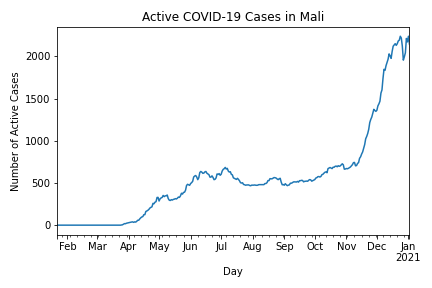 Active COVID-19 Cases in Mali
Number of Active Cases
2000
1500
1000
500
0
Feb Mar Apr May Jun Jul Aug Sep Oct Nov Dec Jan
2021
Day